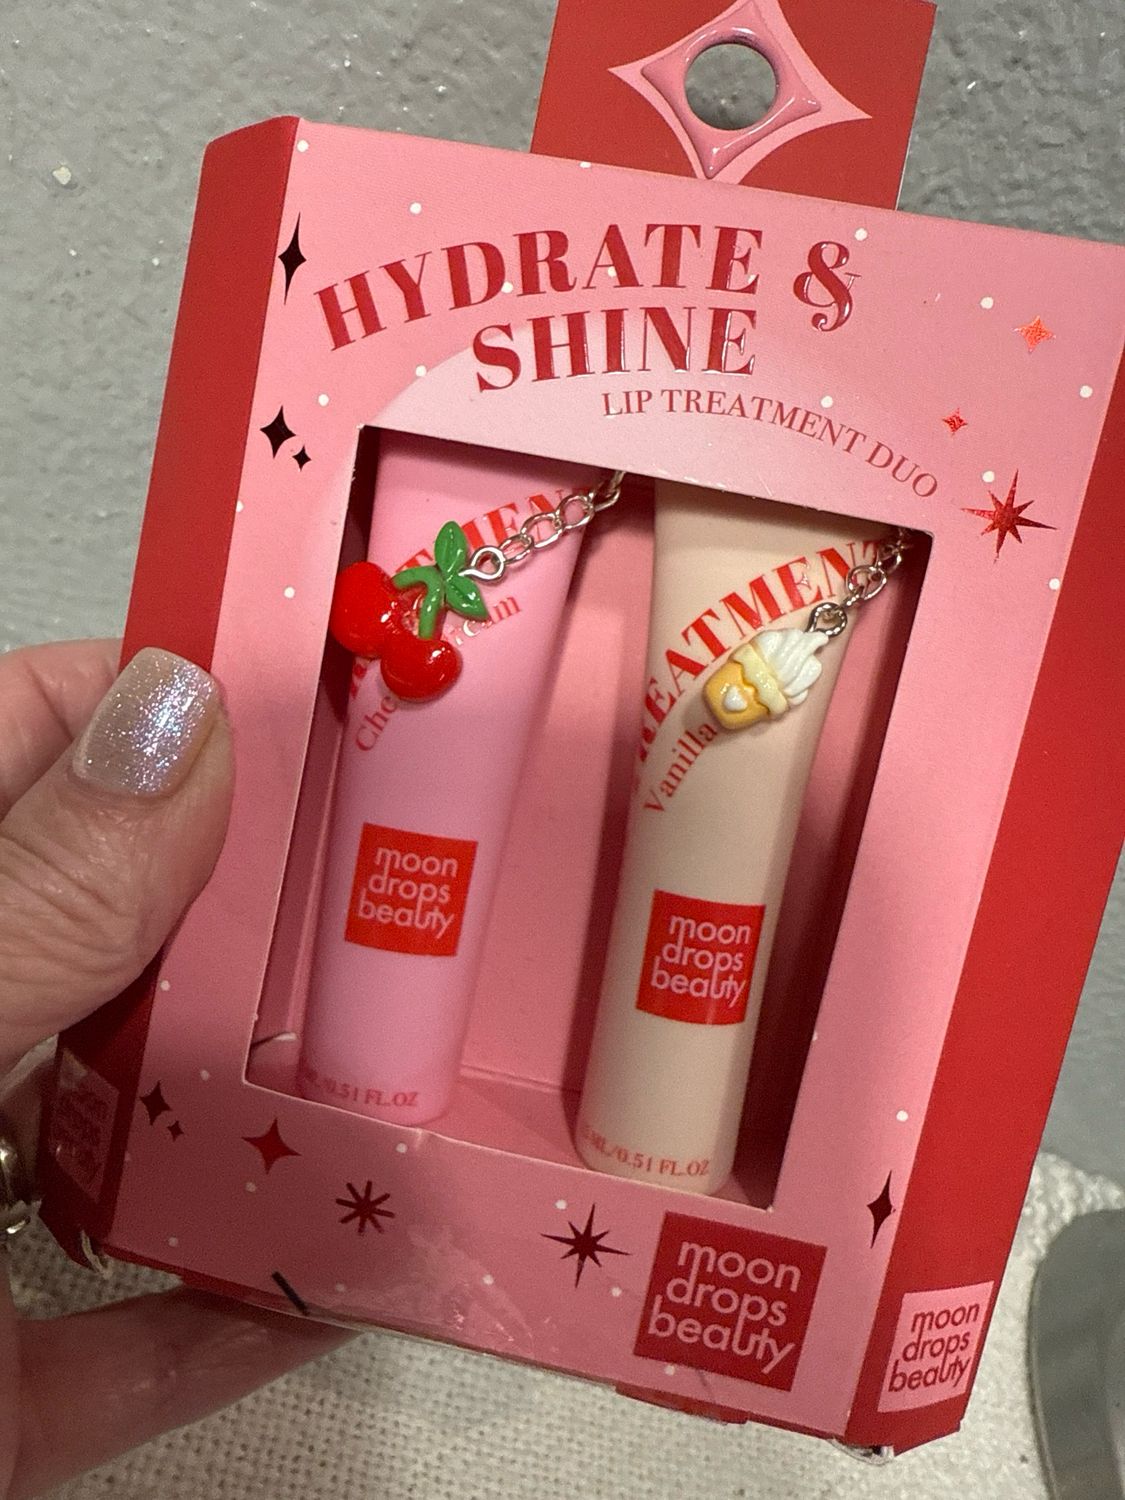 HYDRATE &
SHINE
LIP TREATMENT DUO
TREATMENT
Vanilla
moon
drops
beauty
moon
drops
beauty
0.51 FL.OZ
ML/0.51 FL.OZ
moon
drops
beauty
moon
drops
beauty